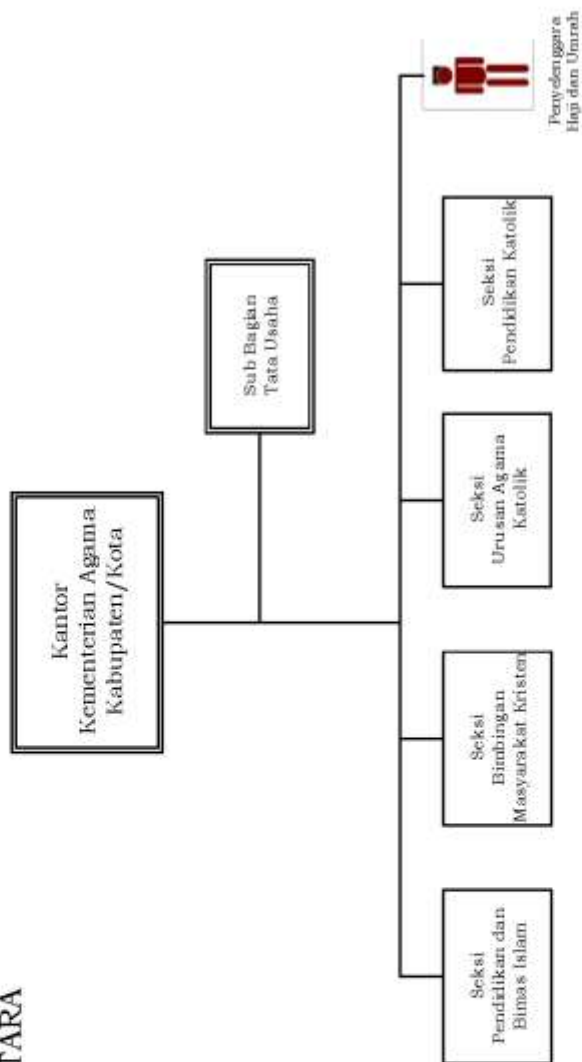 TARA
Kantor
Kementerian Agama
Kabupaten/Kota
Sub Bagian
Tata Usaha
Seksi
Pendidikan dan
Bimas Islam
Seksi
Bimbingan
Masyarakat Kristen
Seksi
Urusan Agama
Katolik
Seksi
Pendidikan Katolik
Penyelenggara
Haji dan Umrah